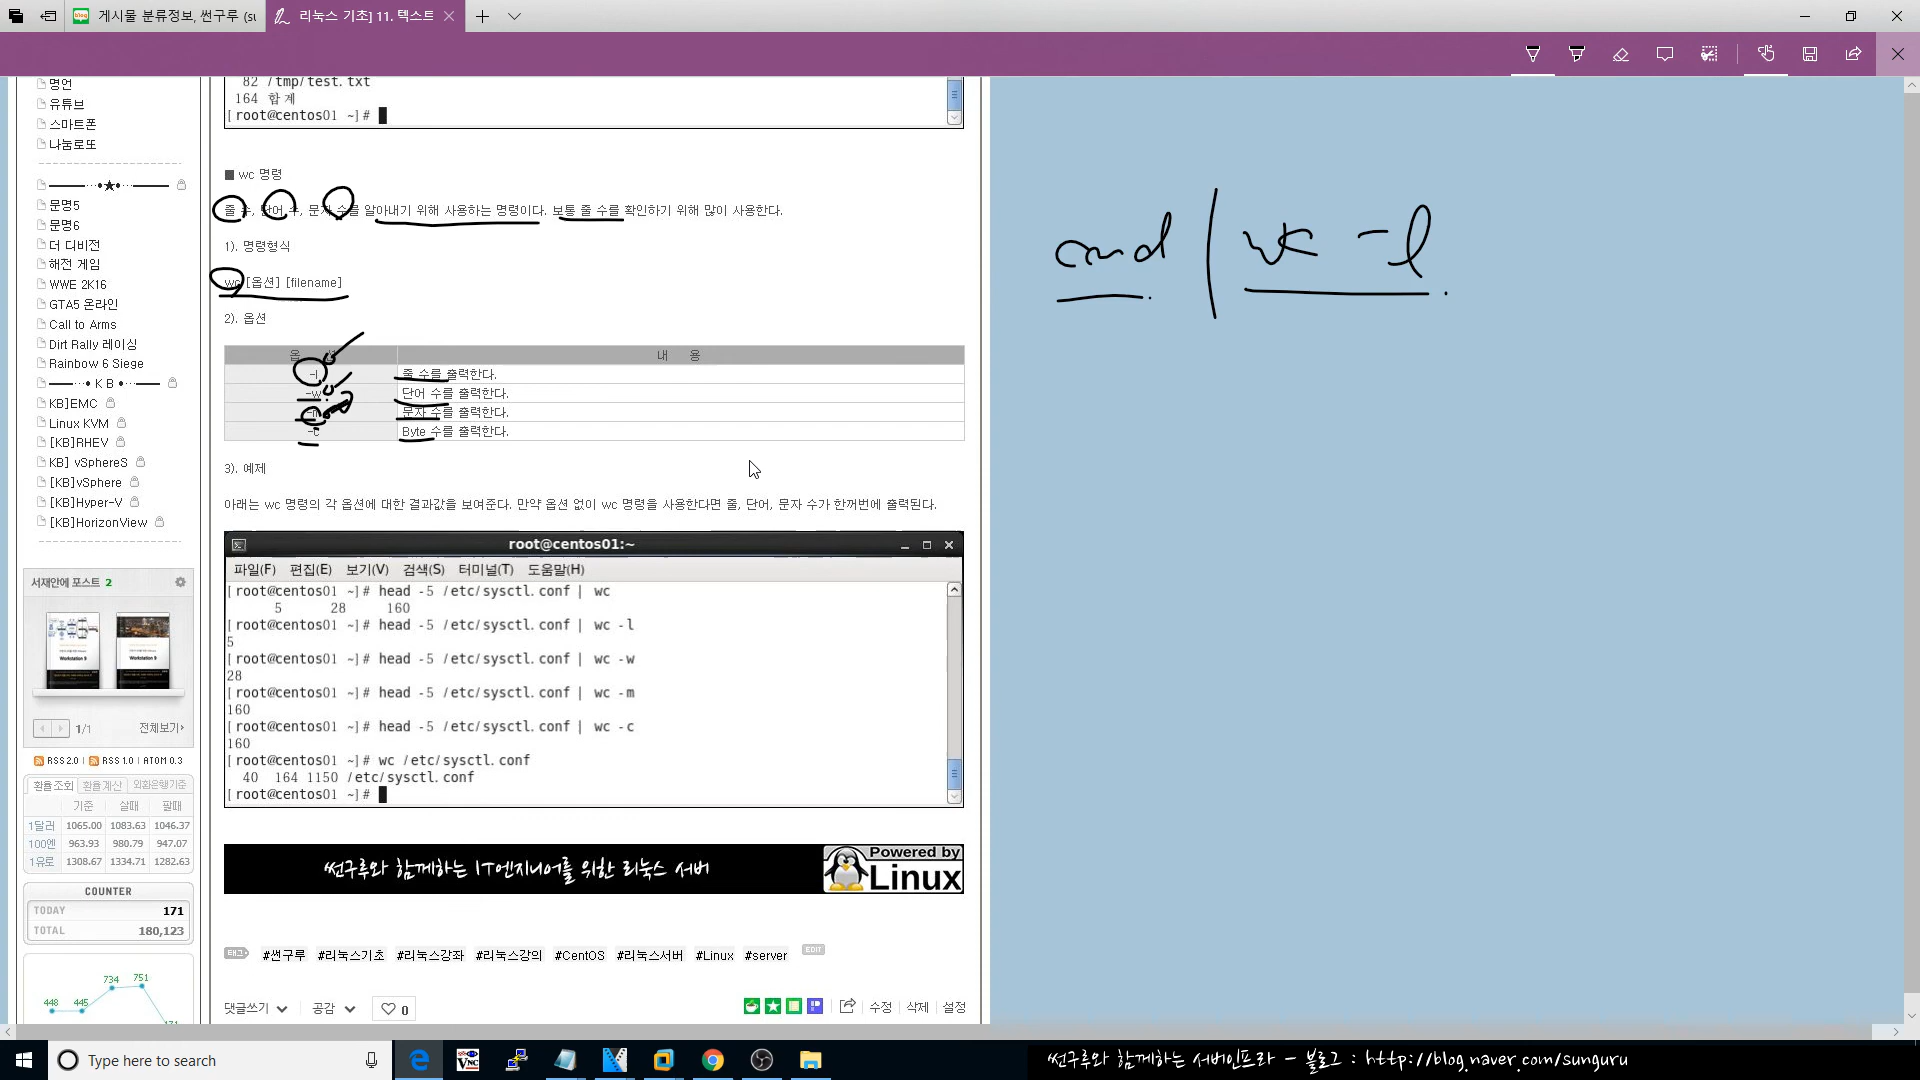 게시물 분류정보, 썬구루 (su
리눅스 기초] 11. 텍스트
명언
유튜브
스마트폰
나눔로또
문명5
문명6
더 디비전
해전 게임
WWE 2K16
GTA5 온라인
Call to Arms
Dirt Rally 레이싱
Rainbow 6 Siege
K B
KB]EMC
Linux KVM
[KB]RHEV
KB] vSphereS
[KB]vSphere
[KB]Hyper-V
[KB]HorizonView
서재안에 포스트 2
Workstation 9
Workstation 9
1/1 전체보기
RSS 2.0 | RSS 1.0 | ATOM 0.3
환율조회 환율계산 외환은행기준
기준 살때 팔때
1달러 1065.00 1083.63 1046.37
100엔 963.93 980.79 947.07
1유로 1308.67 1334.71 1282.63
COUNTER
TODAY 171
TOTAL 180,123
448 445 734 751
82 /tmp/test.txt
164 합계
[root@centos01 ~]#
■ wc 명령
줄 수, 단어 수, 문자 수를 알아내기 위해 사용하는 명령이다. 보통 줄 수를 확인하기 위해 많이 사용한다.
1). 명령형식
wc [옵션] [filename]
2). 옵션
옵 션 내 용
-l 줄 수를 출력한다.
-w 단어 수를 출력한다.
-m 문자 수를 출력한다.
-c Byte 수를 출력한다.
3). 예제
아래는 wc 명령의 각 옵션에 대한 결과값을 보여준다. 만약 옵션 없이 wc 명령을 사용한다면 줄, 단어, 문자 수가 한꺼번에 출력된다.
root@centos01:~
파일(F) 편집(E) 보기(V) 검색(S) 터미널(T) 도움말(H)
[root@centos01 ~]# head -5 /etc/sysctl.conf | wc
5 28 160
[root@centos01 ~]# head -5 /etc/sysctl.conf | wc -l
5
[root@centos01 ~]# head -5 /etc/sysctl.conf | wc -w
28
[root@centos01 ~]# head -5 /etc/sysctl.conf | wc -m
160
[root@centos01 ~]# head -5 /etc/sysctl.conf | wc -c
160
[root@centos01 ~]# wc /etc/sysctl.conf
40 164 1150 /etc/sysctl.conf
[root@centos01 ~]#
썬구루와 함께하는 IT엔지니어를 위한 리눅스 서버
Powered by
Linux
태그 #썬구루 #리눅스기초 #리눅스강좌 #리눅스강의 #CentOS #리눅스서버 #Linux #server EDIT
댓글쓰기 공감 0 수정 삭제 설정
cmd | wc -l
Type here to search
썬구루와 함께하는 서버인프라 - 블로그 : http://blog.naver.com/sunguru